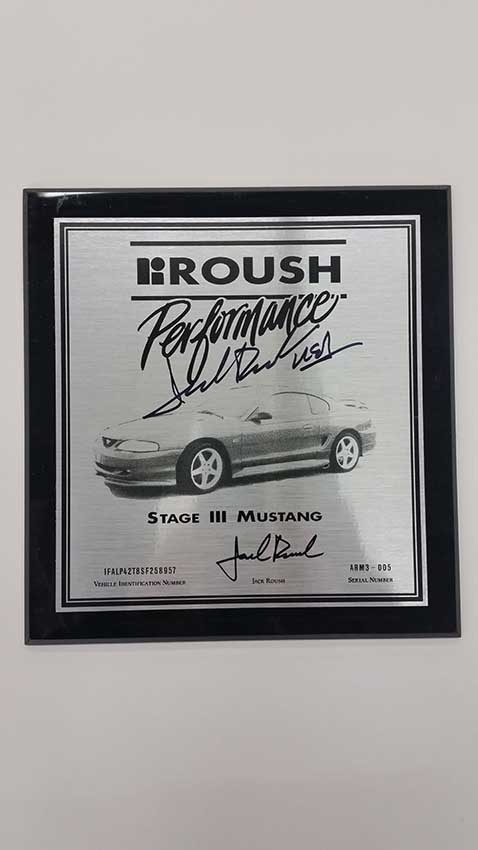 ROUSH
Performance
STAGE III MUSTANG
1FALP42T8SF258957
VEHICLE IDENTIFICATION NUMBER
Jack Roush
JACK ROUSH
ARM3-005
SERIAL NUMBER